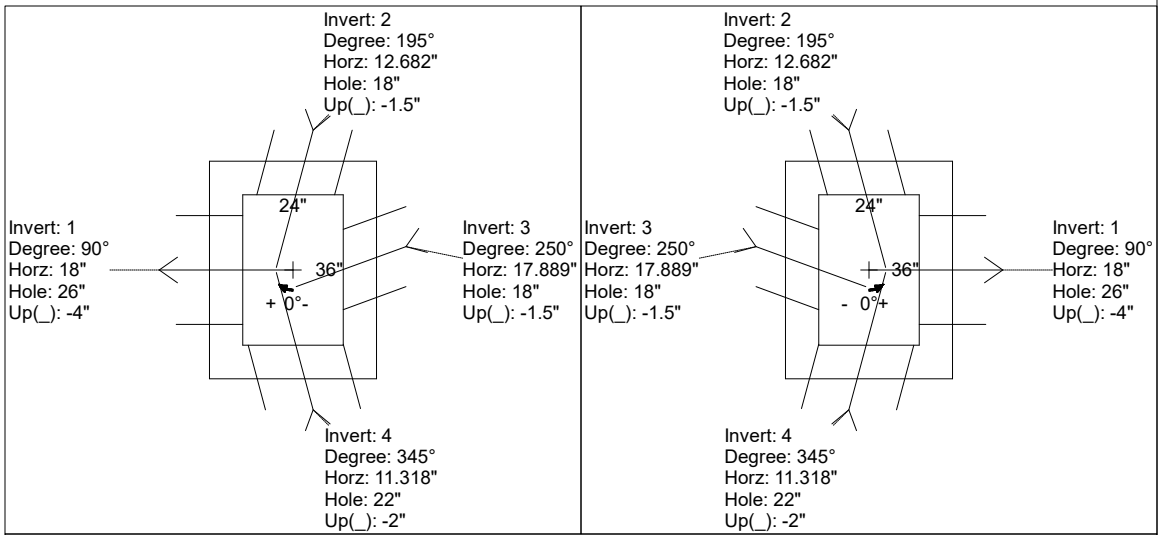 Invert: 2
Degree: 195°
Horz: 12.682"
Hole: 18"
Up(_): -1.5"
24"
Invert: 1
Degree: 90°
Horz: 18"
Hole: 26"
Up(_): -4"
36"
+ 0°-
Invert: 3
Degree: 250°
Horz: 17.889"
Hole: 18"
Up(_): -1.5"
Invert: 4
Degree: 345°
Horz: 11.318"
Hole: 22"
Up(_): -2"
Invert: 2
Degree: 195°
Horz: 12.682"
Hole: 18"
Up(_): -1.5"
24"
Invert: 3
Degree: 250°
Horz: 17.889"
Hole: 18"
Up(_): -1.5"
36"
- 0°+
Invert: 1
Degree: 90°
Horz: 18"
Hole: 26"
Up(_): -4"
Invert: 4
Degree: 345°
Horz: 11.318"
Hole: 22"
Up(_): -2"